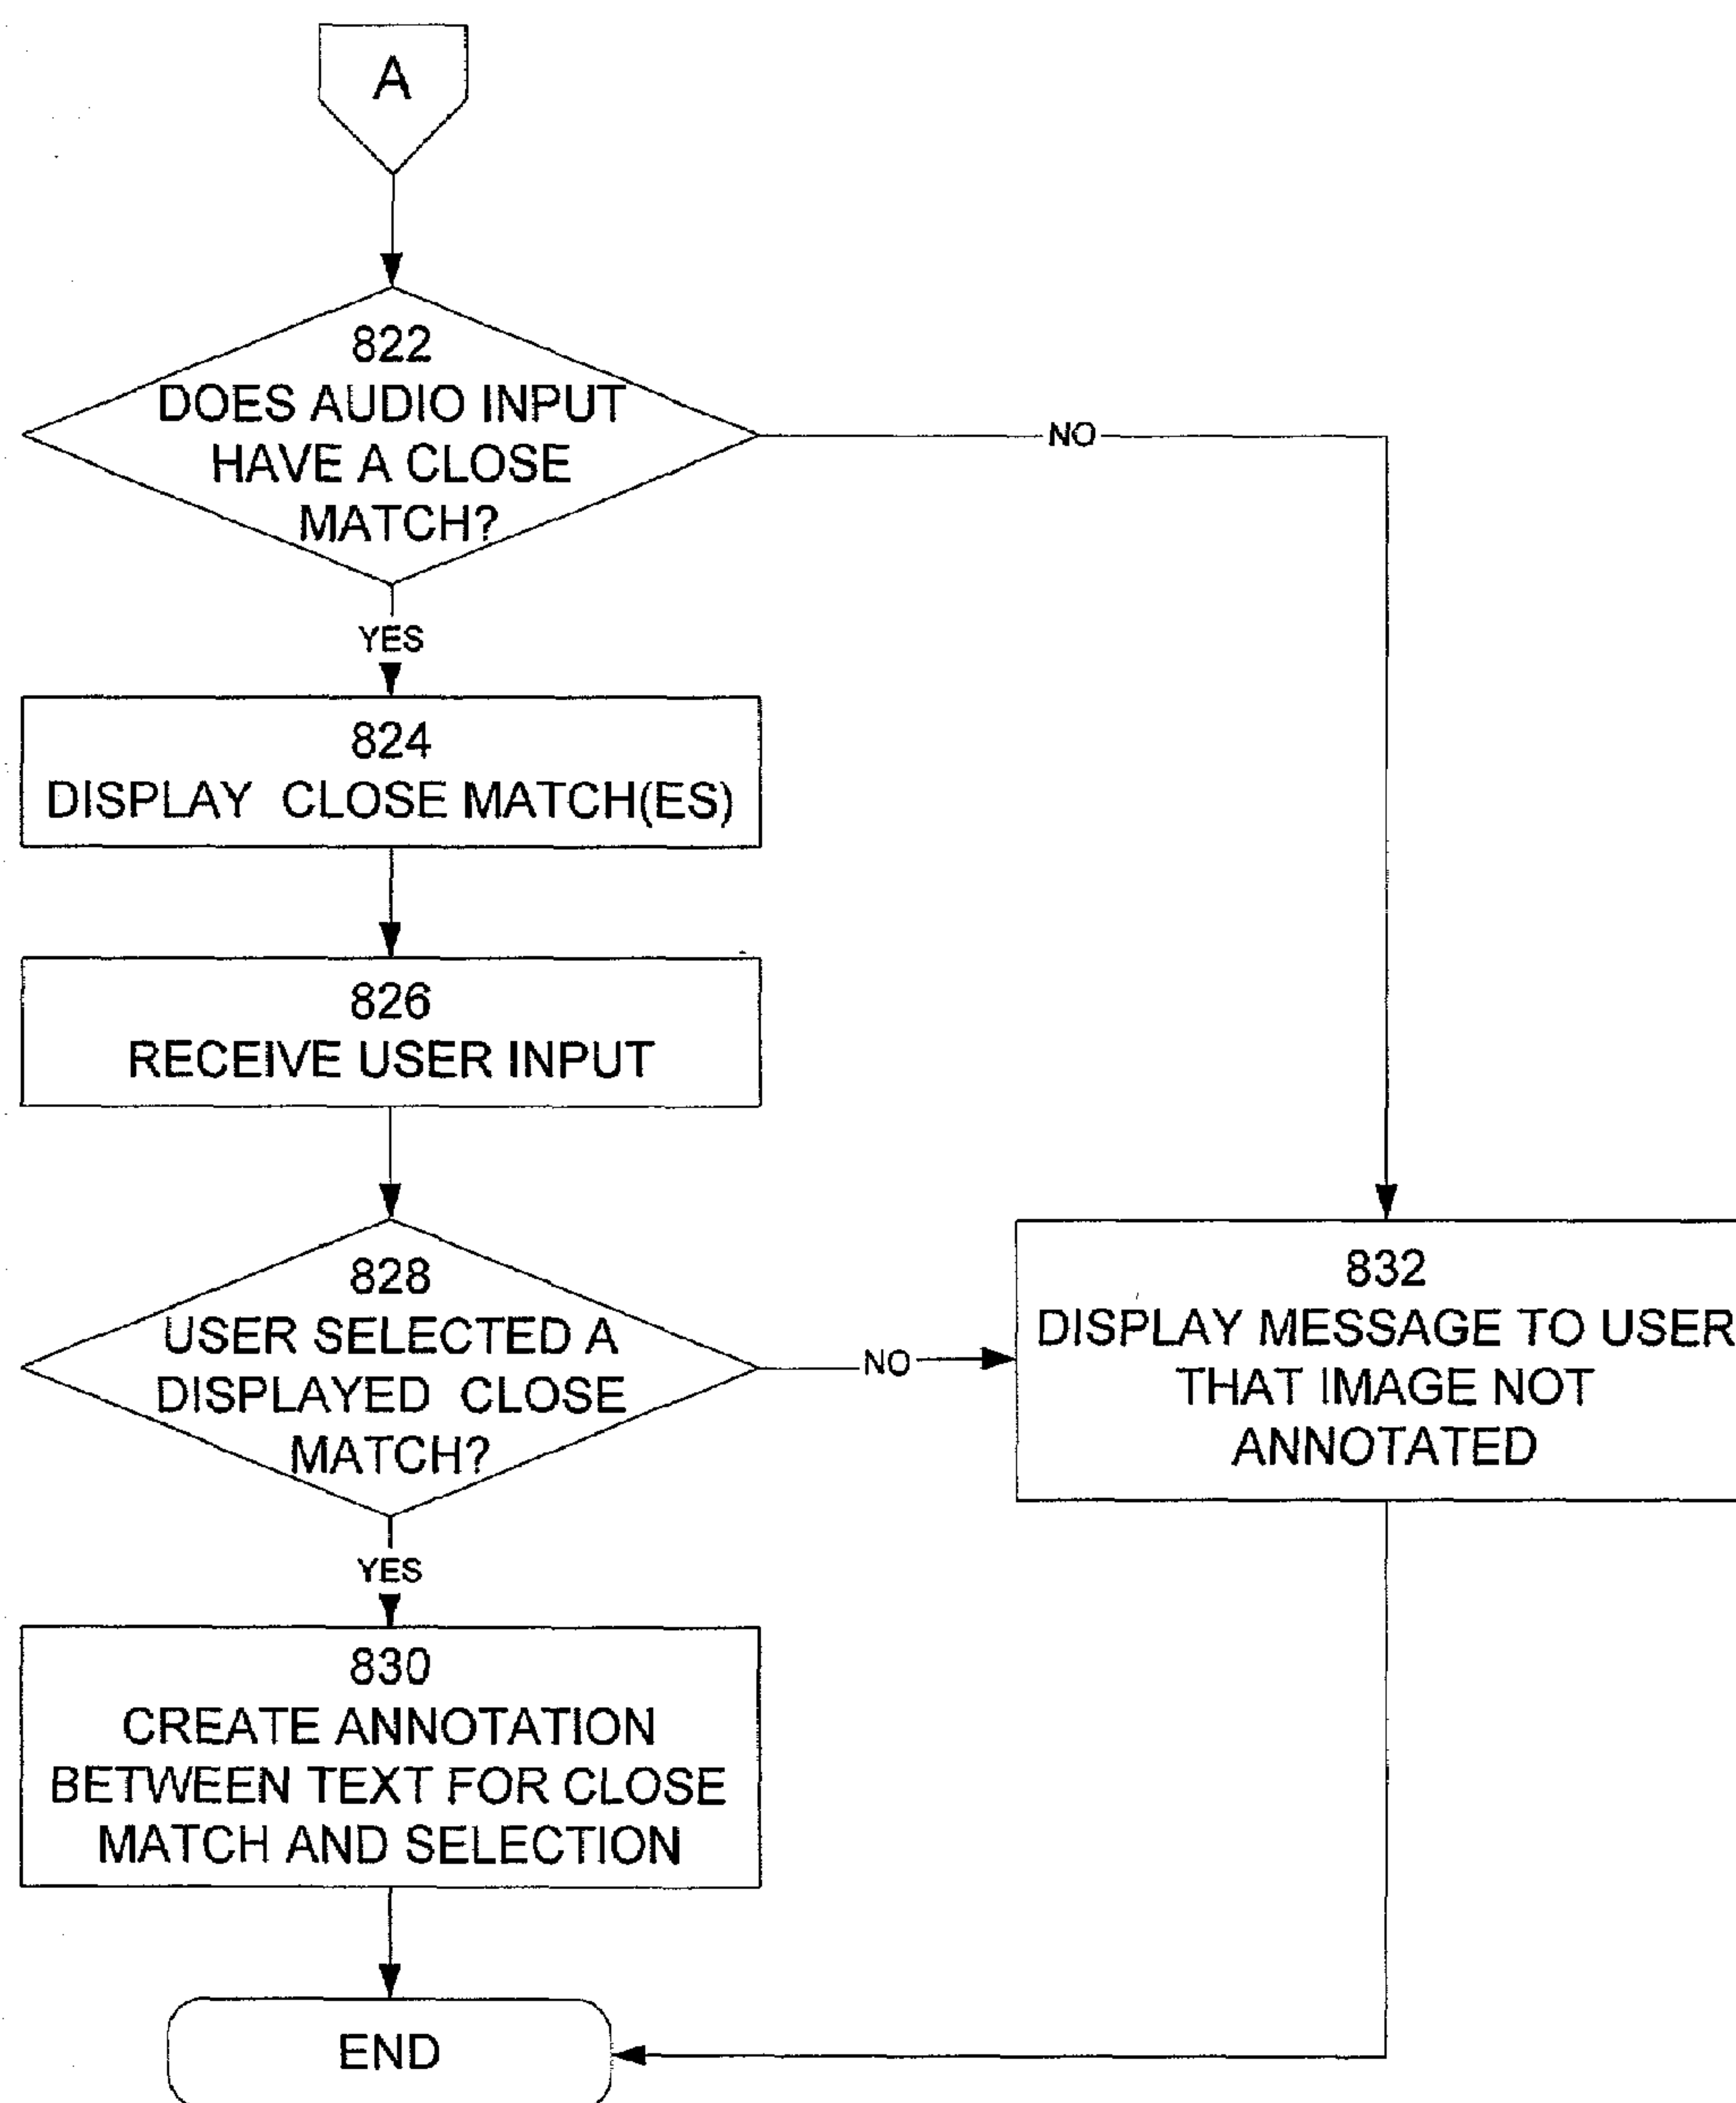 A
822
DOES AUDIO INPUT
HAVE A CLOSE
MATCH?
NO
YES
824
DISPLAY CLOSE MATCH(ES)
826
RECEIVE USER INPUT
828
USER SELECTED A
DISPLAYED CLOSE
MATCH?
NO
832
DISPLAY MESSAGE TO USER
THAT IMAGE NOT
ANNOTATED
YES
830
CREATE ANNOTATION
BETWEEN TEXT FOR CLOSE
MATCH AND SELECTION
END